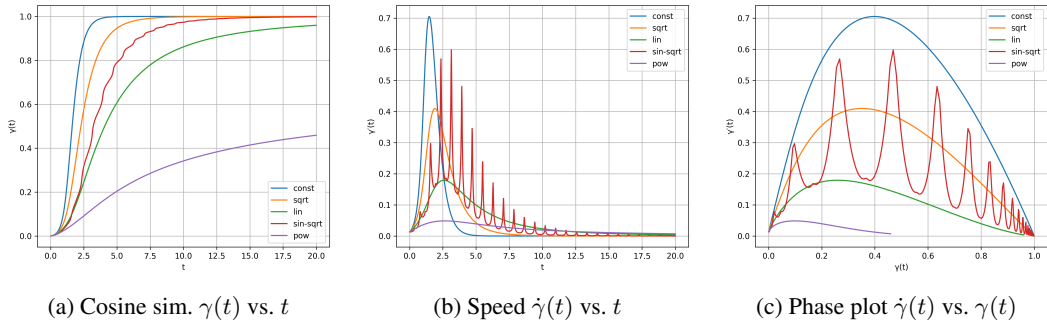 γ(t)
1.0
0.8
0.6
0.4
0.2
0.0
0.0 2.5 5.0 7.5 10.0 12.5 15.0 17.5 20.0
t
const
sqrt
lin
sin-sqrt
pow
(a) Cosine sim. γ(t) vs. t
γ̇(t)
0.7
0.6
0.5
0.4
0.3
0.2
0.1
0.0
0.0 2.5 5.0 7.5 10.0 12.5 15.0 17.5 20.0
t
const
sqrt
lin
sin-sqrt
pow
(b) Speed γ̇(t) vs. t
γ̇(t)
0.7
0.6
0.5
0.4
0.3
0.2
0.1
0.0
0.0 0.2 0.4 0.6 0.8 1.0
γ(t)
const
sqrt
lin
sin-sqrt
pow
(c) Phase plot γ̇(t) vs. γ(t)